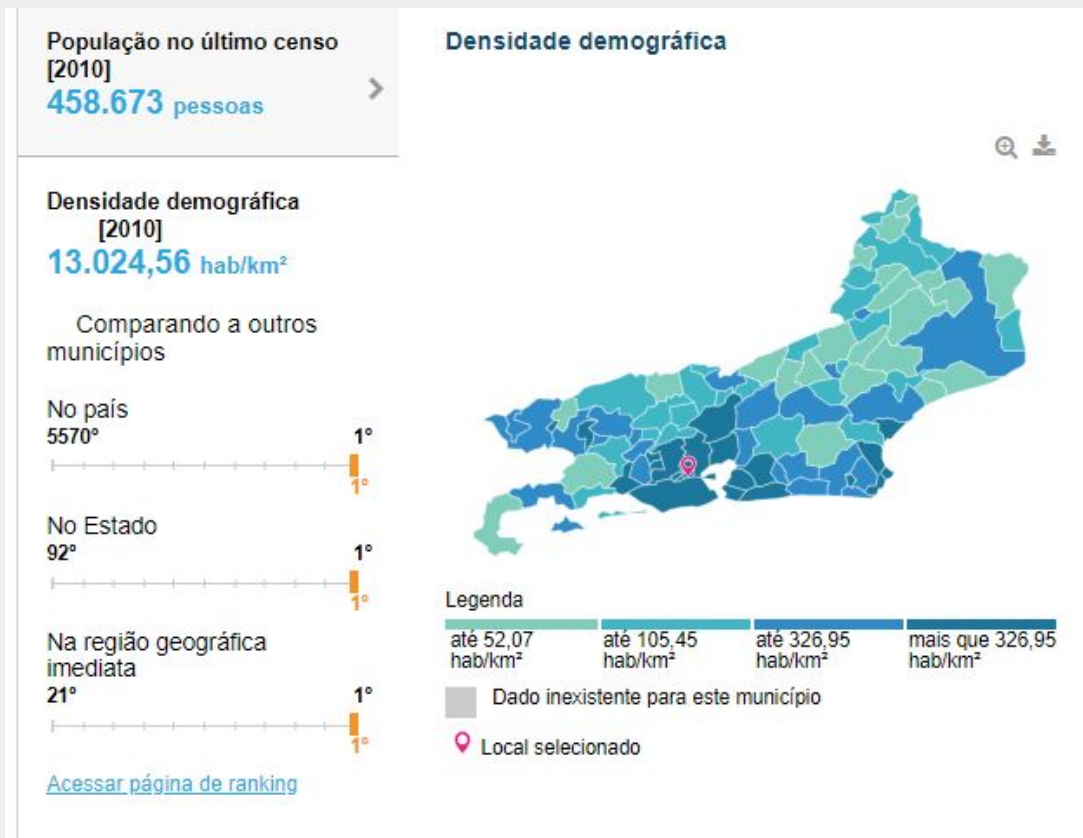 População no último censo
[2010]
458.673 pessoas
Densidade demográfica
[2010]
13.024,56 hab/km²
Comparando a outros
municípios
No país
5570° 1°
1°
No Estado
92° 1°
1°
Na região geográfica
imediata
21° 1°
1°
Acessar página de ranking
Densidade demográfica
Legenda
até 52,07
hab/km²
até 105,45
hab/km²
até 326,95
hab/km²
mais que 326,95
hab/km²
Dado inexistente para este município
Local selecionado